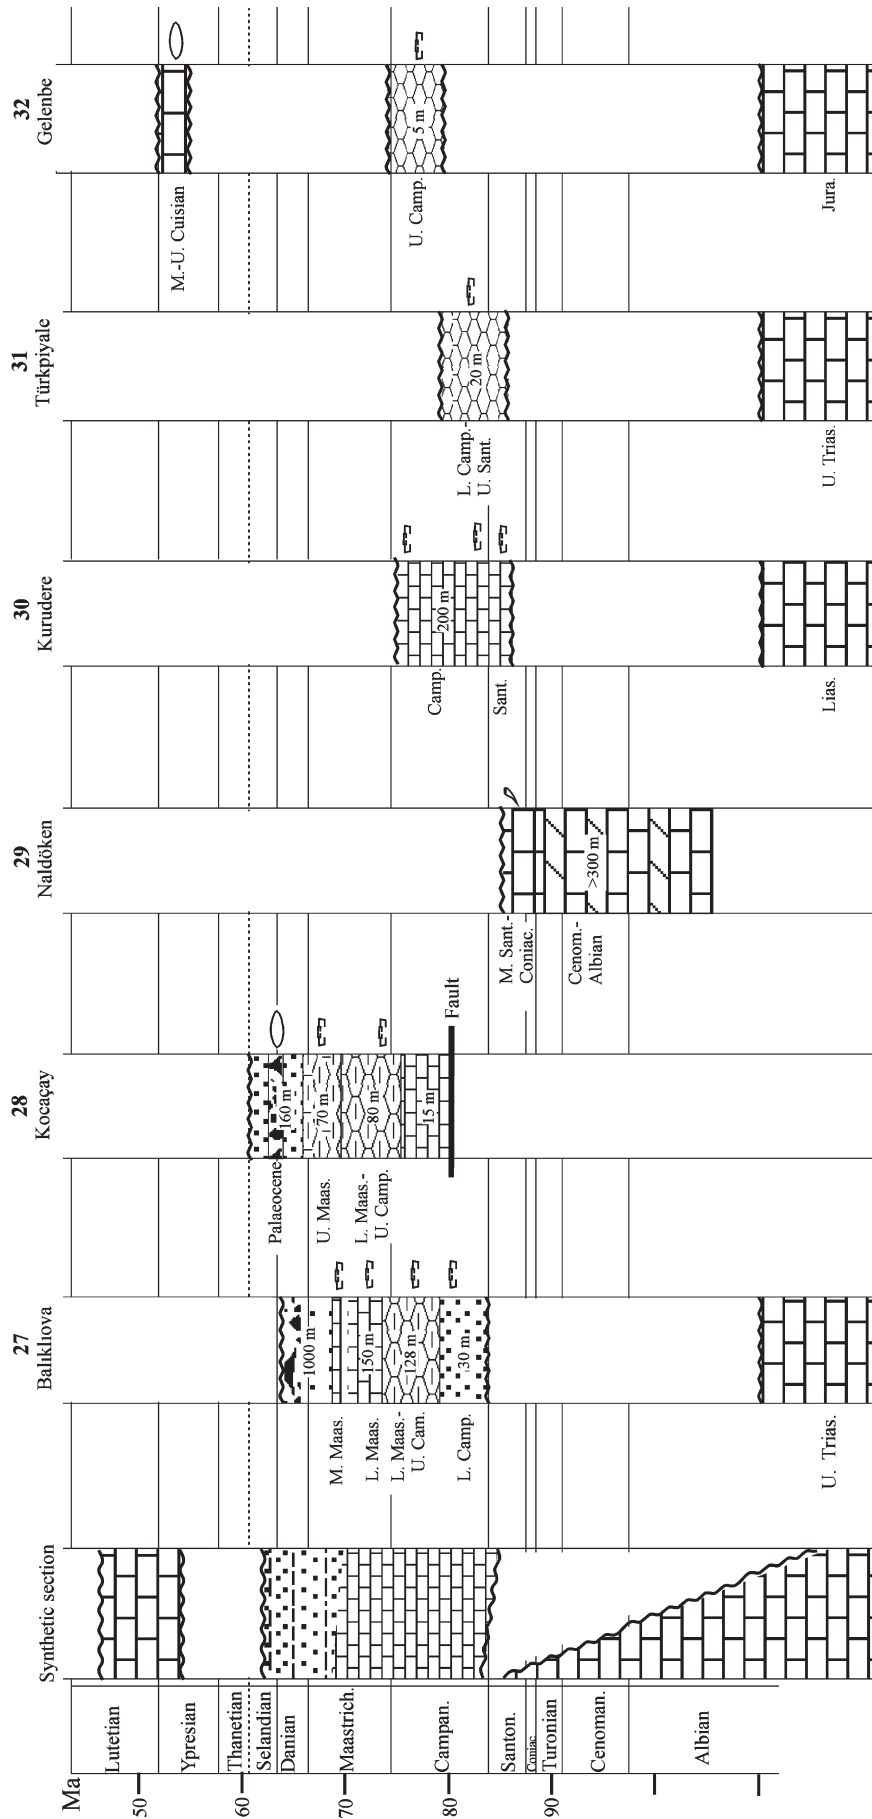 Ma
50
60
70
80
90
Lutetian
Ypresian
Thanetian
Selandian
Danian
Maastrich.
Campan.
Santon.
Coniac.
Turonian
Cenoman.
Albian
Synthetic section
27
Balıklıova
1000 m
150 m
128 m
30 m
M. Maas.
L. Maas.
L. Maas.-
U. Cam.
L. Camp.
U. Trias.
28
Kocaçay
160 m
70 m
80 m
15 m
Fault
Palaeocene
U. Maas.
L. Maas.-
U. Camp.
29
Naldöken
>300 m
M. Sant.-
Coniac.
Cenom.-
Albian
30
Kurudere
200 m
Camp.
Sant.
Lias.
31
Türkpiyale
20 m
L. Camp.-
U. Sant.
U. Trias.
32
Gelenbe
5 m
M.-U. Cuisian
U. Camp.
Jura.